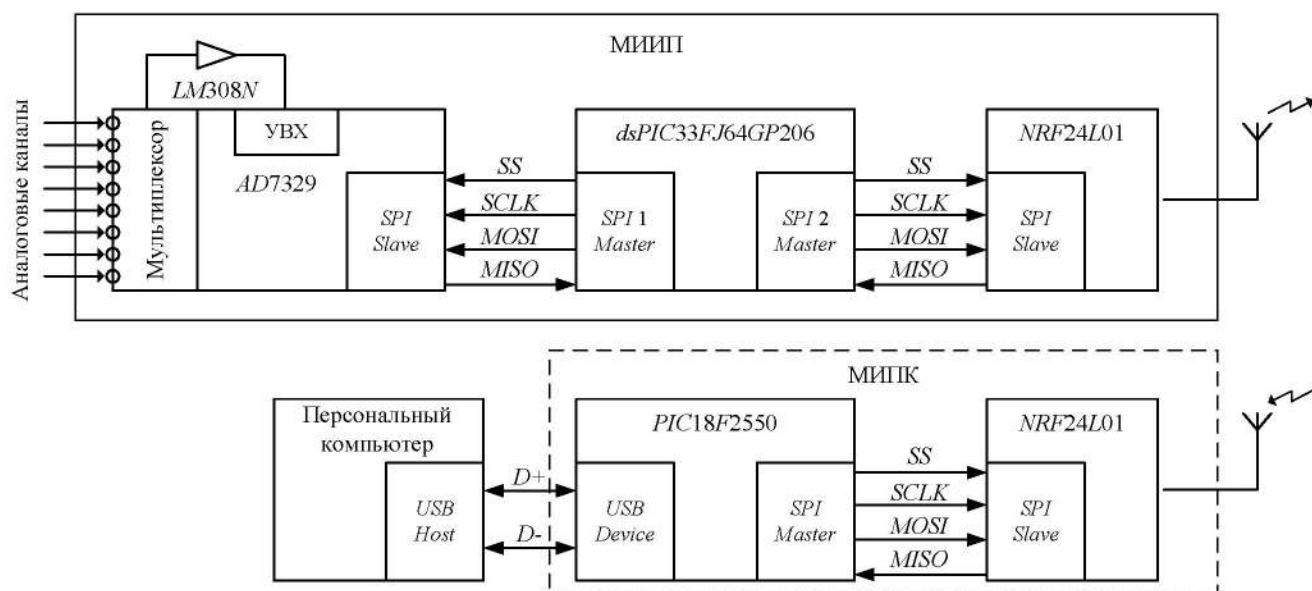 МИИП
LM308N
Аналоговые каналы
Мультиплексор
УВХ
AD7329
SPI
Slave
SS
SCLK
MOSI
MISO
dsPIC33FJ64GP206
SPI 1
Master
SPI 2
Master
SS
SCLK
MOSI
MISO
NRF24L01
SPI
Slave
МИПК
Персональный
компьютер
USB
Host
D+
D-
PIC18F2550
USB
Device
SPI
Master
SS
SCLK
MOSI
MISO
NRF24L01
SPI
Slave